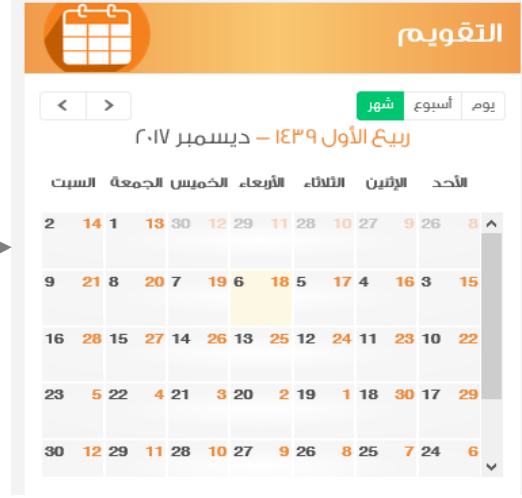 التقويم
يوم أسبوع شهر
ربيع الأول ١٤٣٩ – ديسمبر ٢٠١٧
الأحد الإثنين الثلاثاء الأربعاء الخميس الجمعة السبت
8 26 9 27 10 28 11 29 12 30 13 1 14 2
15 3 16 4 17 5 18 6 19 7 20 8 21 9
22 10 23 11 24 12 25 13 26 14 27 15 28 16
29 17 30 18 1 19 2 20 3 21 4 22 5 23
6 24 7 25 8 26 9 27 10 28 11 29 12 30